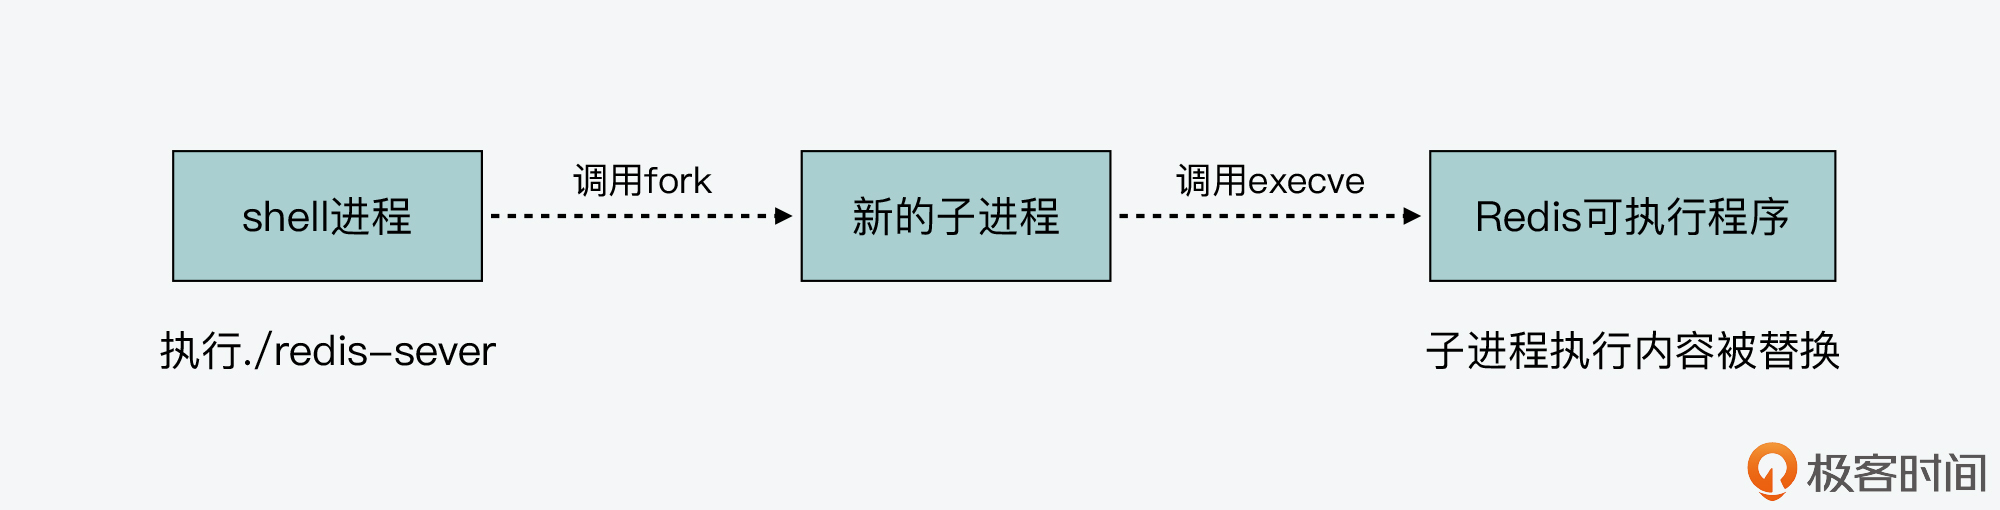 调用fork
调用execve
shell进程
新的子进程
Redis可执行程序
执行./redis-sever
子进程执行内容被替换
极客时间